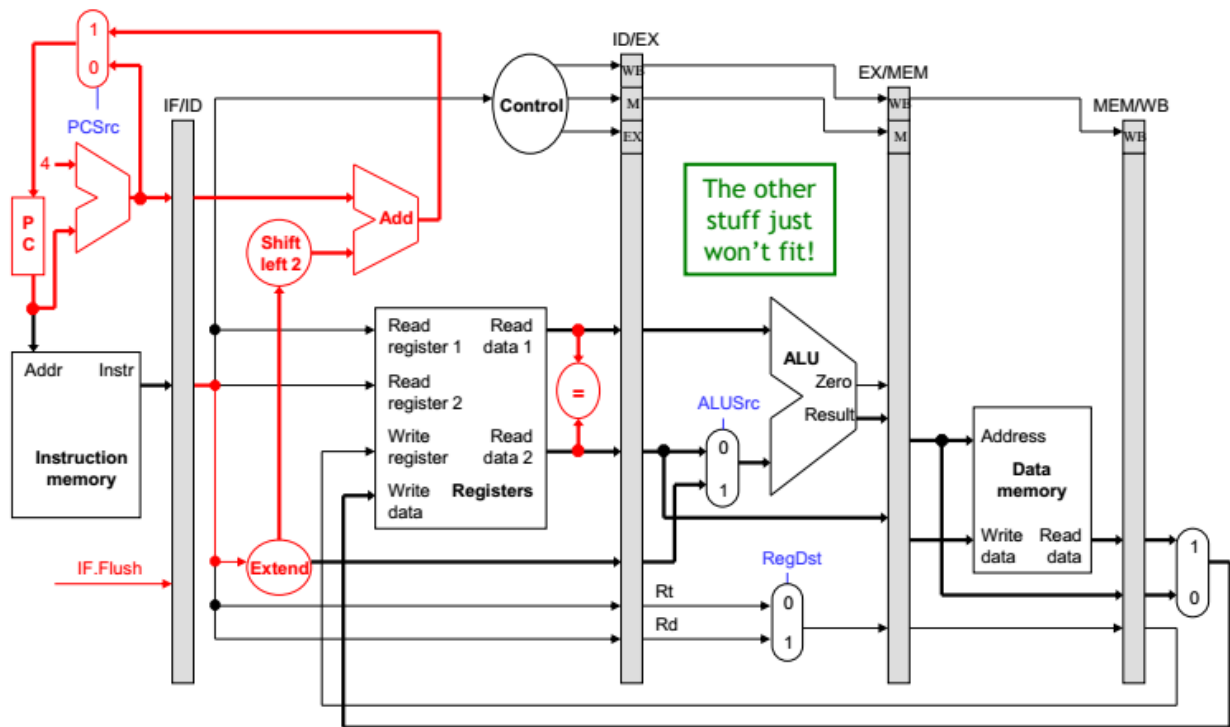 1
0
PCSrc
4
P
C
IF/ID
Add
Shift
left 2
Control
ID/EX
WB
M
EX
EX/MEM
WB
M
MEM/WB
WB
The other
stuff just
won't fit!
Addr
Instr
Instruction
memory
IF.Flush
Read
register 1
Read
data 1
Read
register 2
Write
register
Read
data 2
Write
data
Registers
=
Extend
ALUSrc
0
1
ALU
Zero
Result
Rt
Rd
RegDst
0
1
Address
Data
memory
Write
data
Read
data
1
0